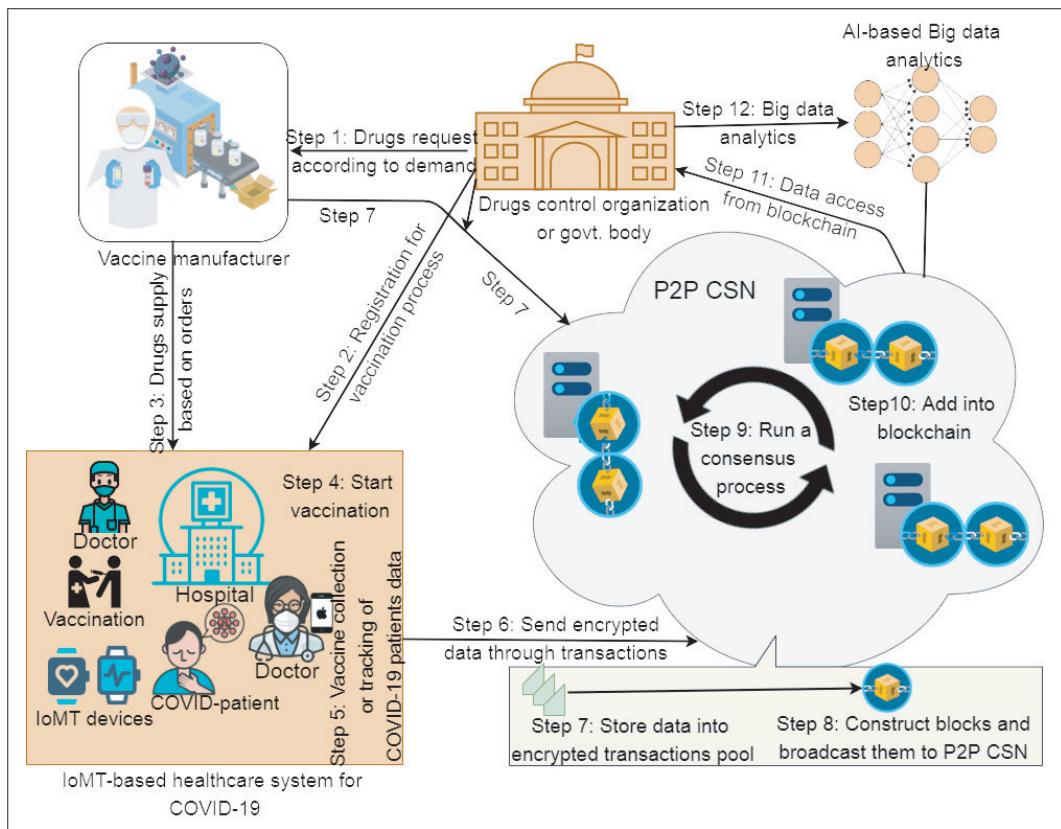 AI-based Big data
analytics
Step 12: Big data
analytics
Step 1: Drugs request
according to demand
Step 11: Data access
from blockchain
Step 7
Drugs control organization
or govt. body
Vaccine manufacturer
Step 2: Registration for
vaccination process
Step 7
P2P CSN
Step 3: Drugs supply
based on orders
Step 9: Run a
consensus
process
Step10: Add into
blockchain
Step 4: Start
vaccination
Doctor
Hospital
Vaccination
Doctor
Step 5: Vaccine collection
or tracking of
COVID-19 patients data
IoMT devices
COVID-patient
Step 6: Send encrypted
data through transactions
Step 7: Store data into
encrypted transactions pool
Step 8: Construct blocks and
broadcast them to P2P CSN
IoMT-based healthcare system for
COVID-19